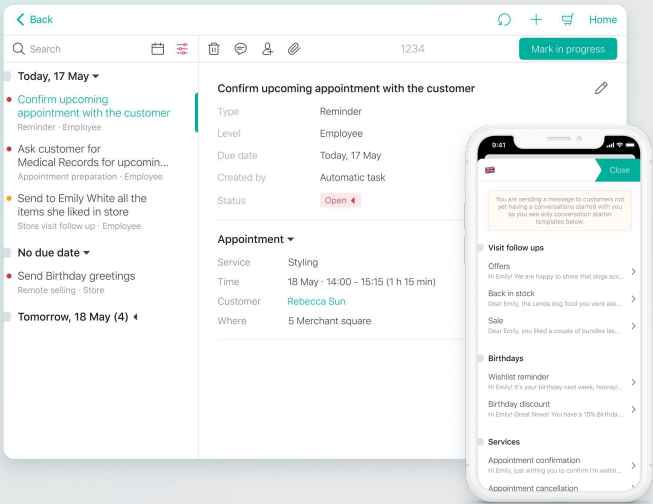 Back
Home
Search
1234
Mark in progress
Today, 17 May
Confirm upcoming
appointment with the customer
Reminder · Employee
Ask customer for
Medical Records for upcomin...
Appointment preparation · Employee
Send to Emily White all the
items she liked in store
Store visit follow up · Employee
No due date
Send Birthday greetings
Remote selling · Store
Tomorrow, 18 May (4)
Confirm upcoming appointment with the customer
Type Reminder
Level Employee
Due date Today, 17 May
Created by Automatic task
Status Open
Appointment
Service Styling
Time 18 May · 14:00 - 15:15 (1 h 15 min)
Customer Rebecca Sun
Where 5 Merchant square
9:41
Close
You are sending a message to customers not
yet having a conversations started with you
so you see only conversation starter
templates below.
Visit follow ups
Offers
Hi Emily! We are happy to share that dogs acc...
Back in stock
Dear Emily, the Lenda dog food you were ask...
Sale
Dear Emily, you liked a couple of bundles las...
Birthdays
Wishlist reminder
Hi Emily! It's your birthday next week, hooray!...
Birthday discount
Hi Emily! Great News! You have a 15% Birthda...
Services
Appointment confirmation
Hi Emily, just writing you to confirm I'm waitin...
Appointment cancellation